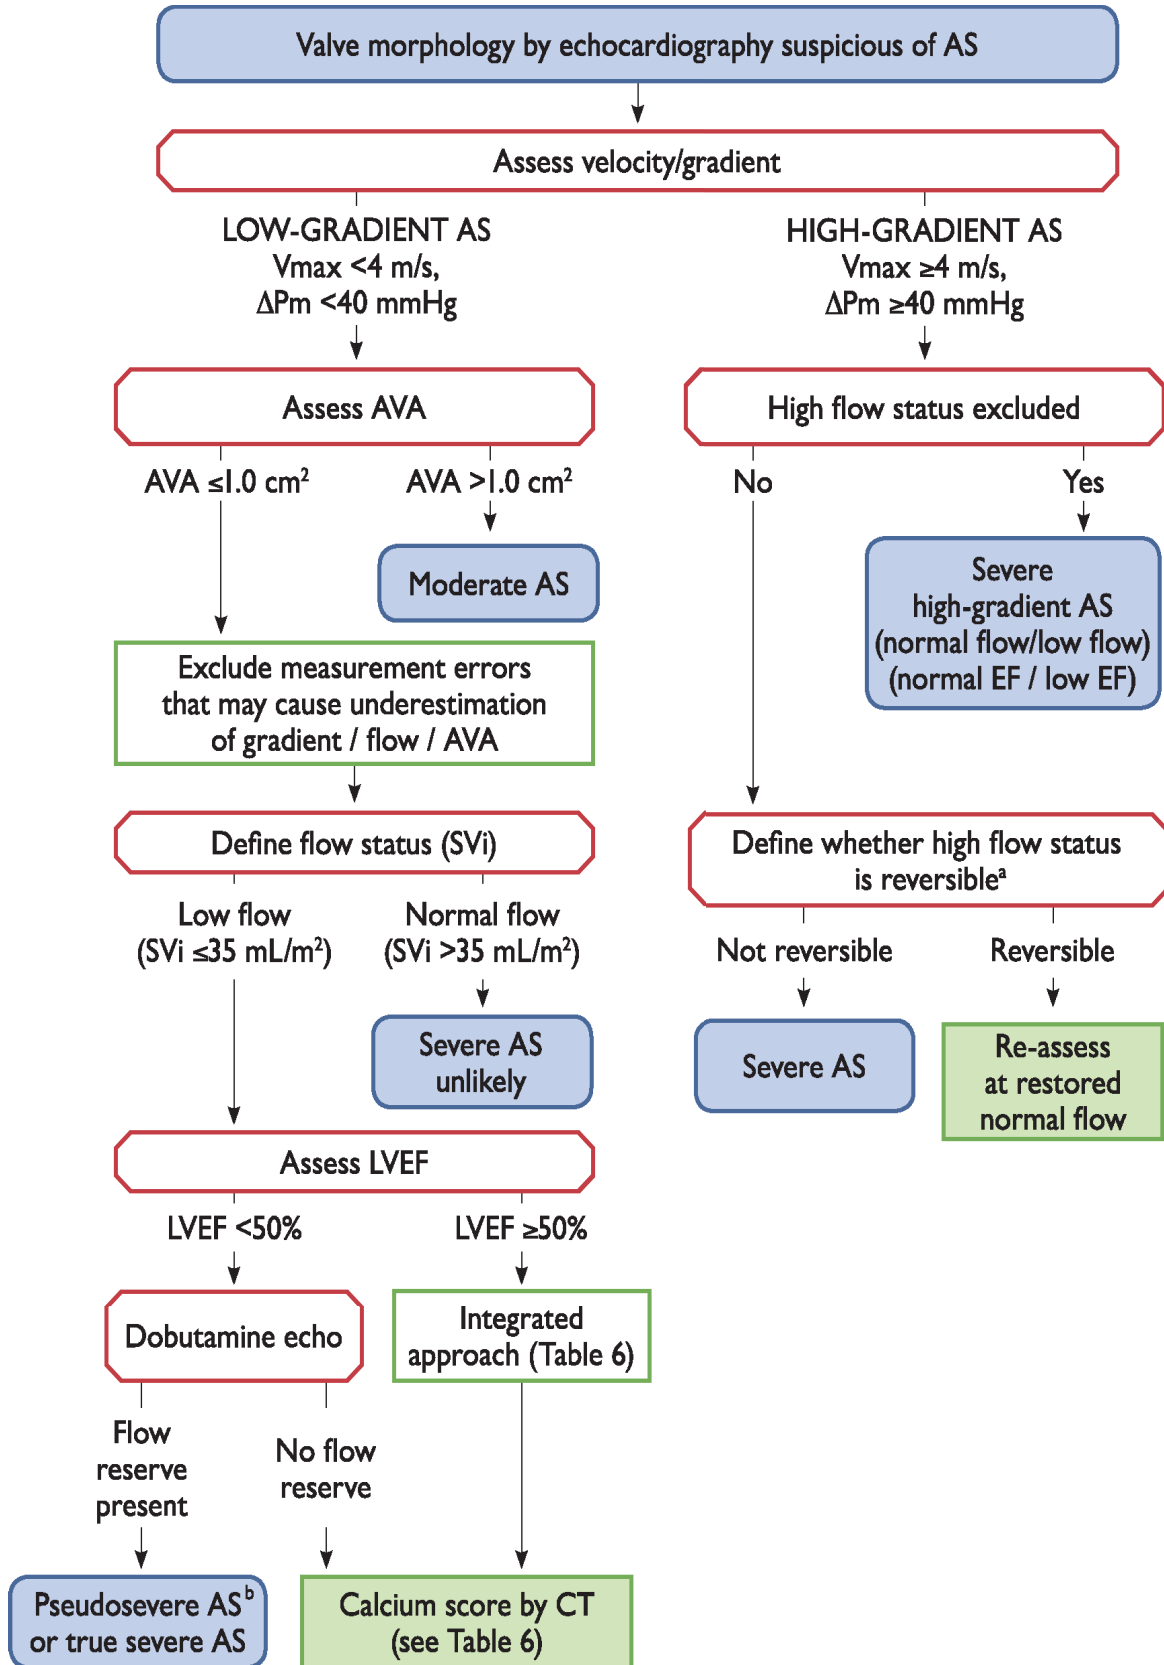 Valve morphology by echocardiography suspicious of AS
Assess velocity/gradient
LOW-GRADIENT AS
Vmax <4 m/s,
ΔPm <40 mmHg
HIGH-GRADIENT AS
Vmax ≥4 m/s,
ΔPm ≥40 mmHg
Assess AVA
High flow status excluded
AVA ≤1.0 cm²
AVA >1.0 cm²
No
Yes
Moderate AS
Severe
high-gradient AS
(normal flow/low flow)
(normal EF / low EF)
Exclude measurement errors
that may cause underestimation
of gradient / flow / AVA
Define flow status (SVi)
Define whether high flow status
is reversibleᵃ
Low flow
(SVi ≤35 mL/m²)
Normal flow
(SVi >35 mL/m²)
Not reversible
Reversible
Severe AS
unlikely
Severe AS
Re-assess
at restored
normal flow
Assess LVEF
LVEF <50%
LVEF ≥50%
Dobutamine echo
Integrated
approach (Table 6)
Flow
reserve
present
No flow
reserve
Pseudosevere ASᵇ
or true severe AS
Calcium score by CT
(see Table 6)